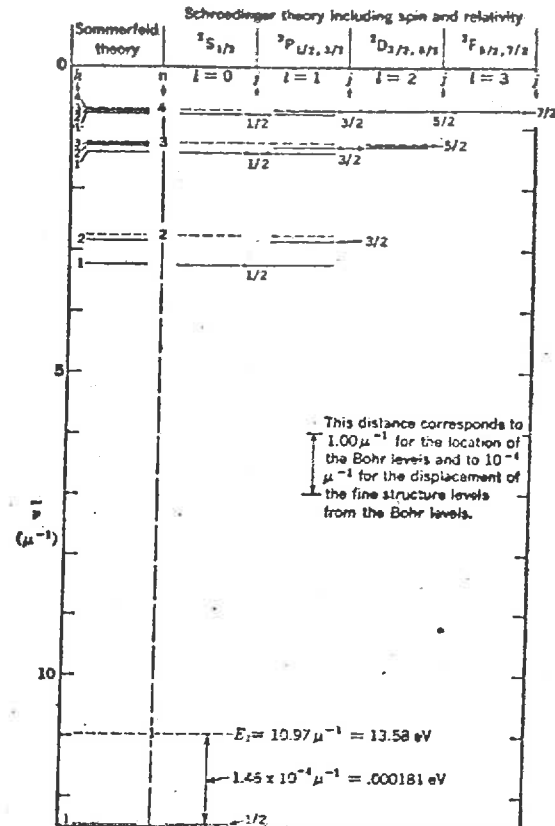 Sommerfeld theory
Schroedinger theory including spin and relativity
²S₁/₂ ²P₁/₂, ₃/₂ ²D₃/₂, ₅/₂ ²F₅/₂, ₇/₂
0
k n l = 0 j l = 1 j l = 2 j l = 3 j
4
1/2 3/2 5/2 7/2
3
1/2 3/2 5/2
2
2 3/2
1 1/2
5
This distance corresponds to
1.00 μ⁻¹ for the location of
the Bohr levels and to 10⁻⁴
μ⁻¹ for the displacement of
the fine structure levels
from the Bohr levels.
ν̄
(μ⁻¹)
10
E₁ = 10.97 μ⁻¹ = 13.58 eV
1.46 x 10⁻⁴ μ⁻¹ = .000181 eV
1 1/2